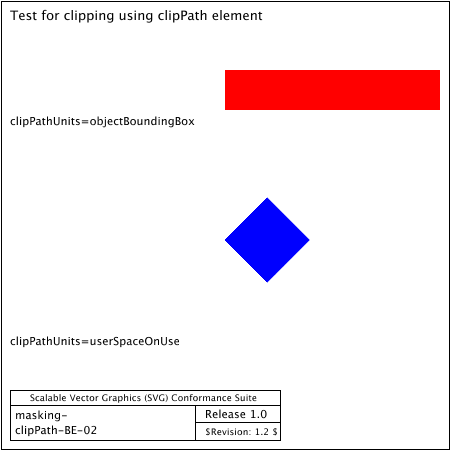 Test for clipping using clipPath element
clipPathUnits=objectBoundingBox
clipPathUnits=userSpaceOnUse
Scalable Vector Graphics (SVG) Conformance Suite
masking-
clipPath-BE-02
Release 1.0
$Revision: 1.2 $